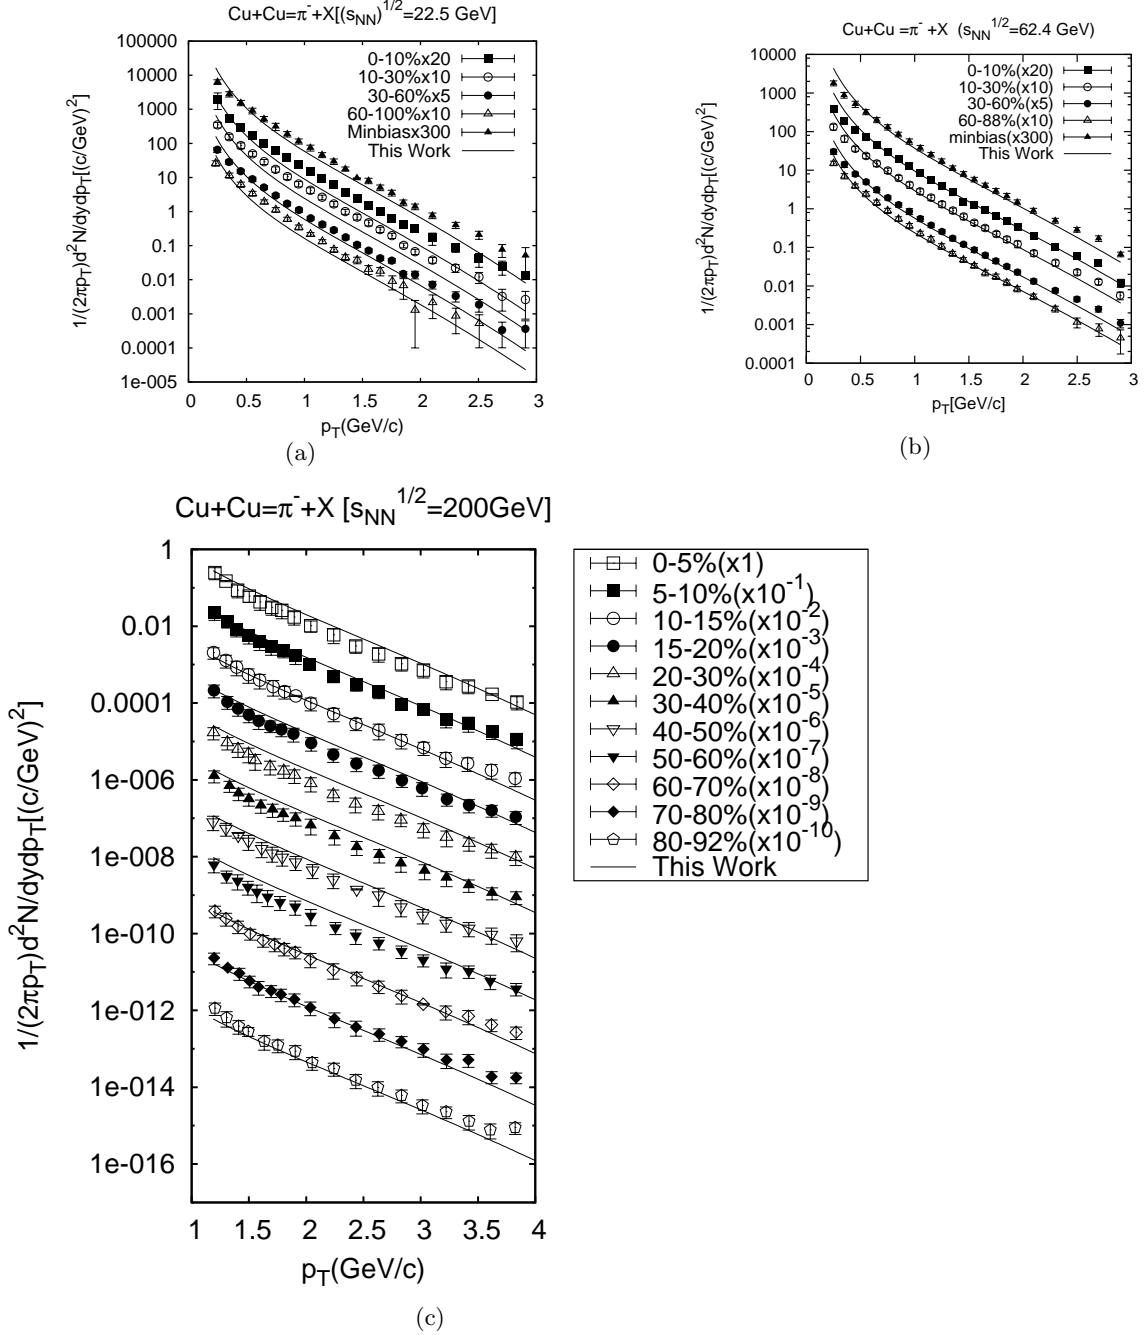 Cu+Cu=π⁻+X[(s_NN)^1/2=22.5 GeV]
1/(2πp_T)d²N/dydp_T[(c/GeV)²]
100000
10000
1000
100
10
1
0.1
0.01
0.001
0.0001
1e-005
0-10%x20
10-30%x10
30-60%x5
60-100%x10
Minbiasx300
This Work
0 0.5 1 1.5 2 2.5 3
p_T(GeV/c)
(a)
Cu+Cu =π⁻+X (s_NN^1/2=62.4 GeV)
1/(2πp_T)d²N/dydp_T[(c/GeV)²]
100000
10000
1000
100
10
1
0.1
0.01
0.001
0.0001
0-10%(x20)
10-30%(x10)
30-60%(x5)
60-88%(x10)
minbias(x300)
This Work
0 0.5 1 1.5 2 2.5 3
p_T[GeV/c]
(b)
Cu+Cu=π⁻+X [s_NN^1/2=200GeV]
1/(2πp_T)d²N/dydp_T[(c/GeV)²]
1
0.01
0.0001
1e-006
1e-008
1e-010
1e-012
1e-014
1e-016
1 1.5 2 2.5 3 3.5 4
p_T(GeV/c)
0-5%(x1)
5-10%(x10⁻¹)
10-15%(x10⁻²)
15-20%(x10⁻³)
20-30%(x10⁻⁴)
30-40%(x10⁻⁵)
40-50%(x10⁻⁶)
50-60%(x10⁻⁷)
60-70%(x10⁻⁸)
70-80%(x10⁻⁹)
80-92%(x10⁻¹⁰)
This Work
(c)